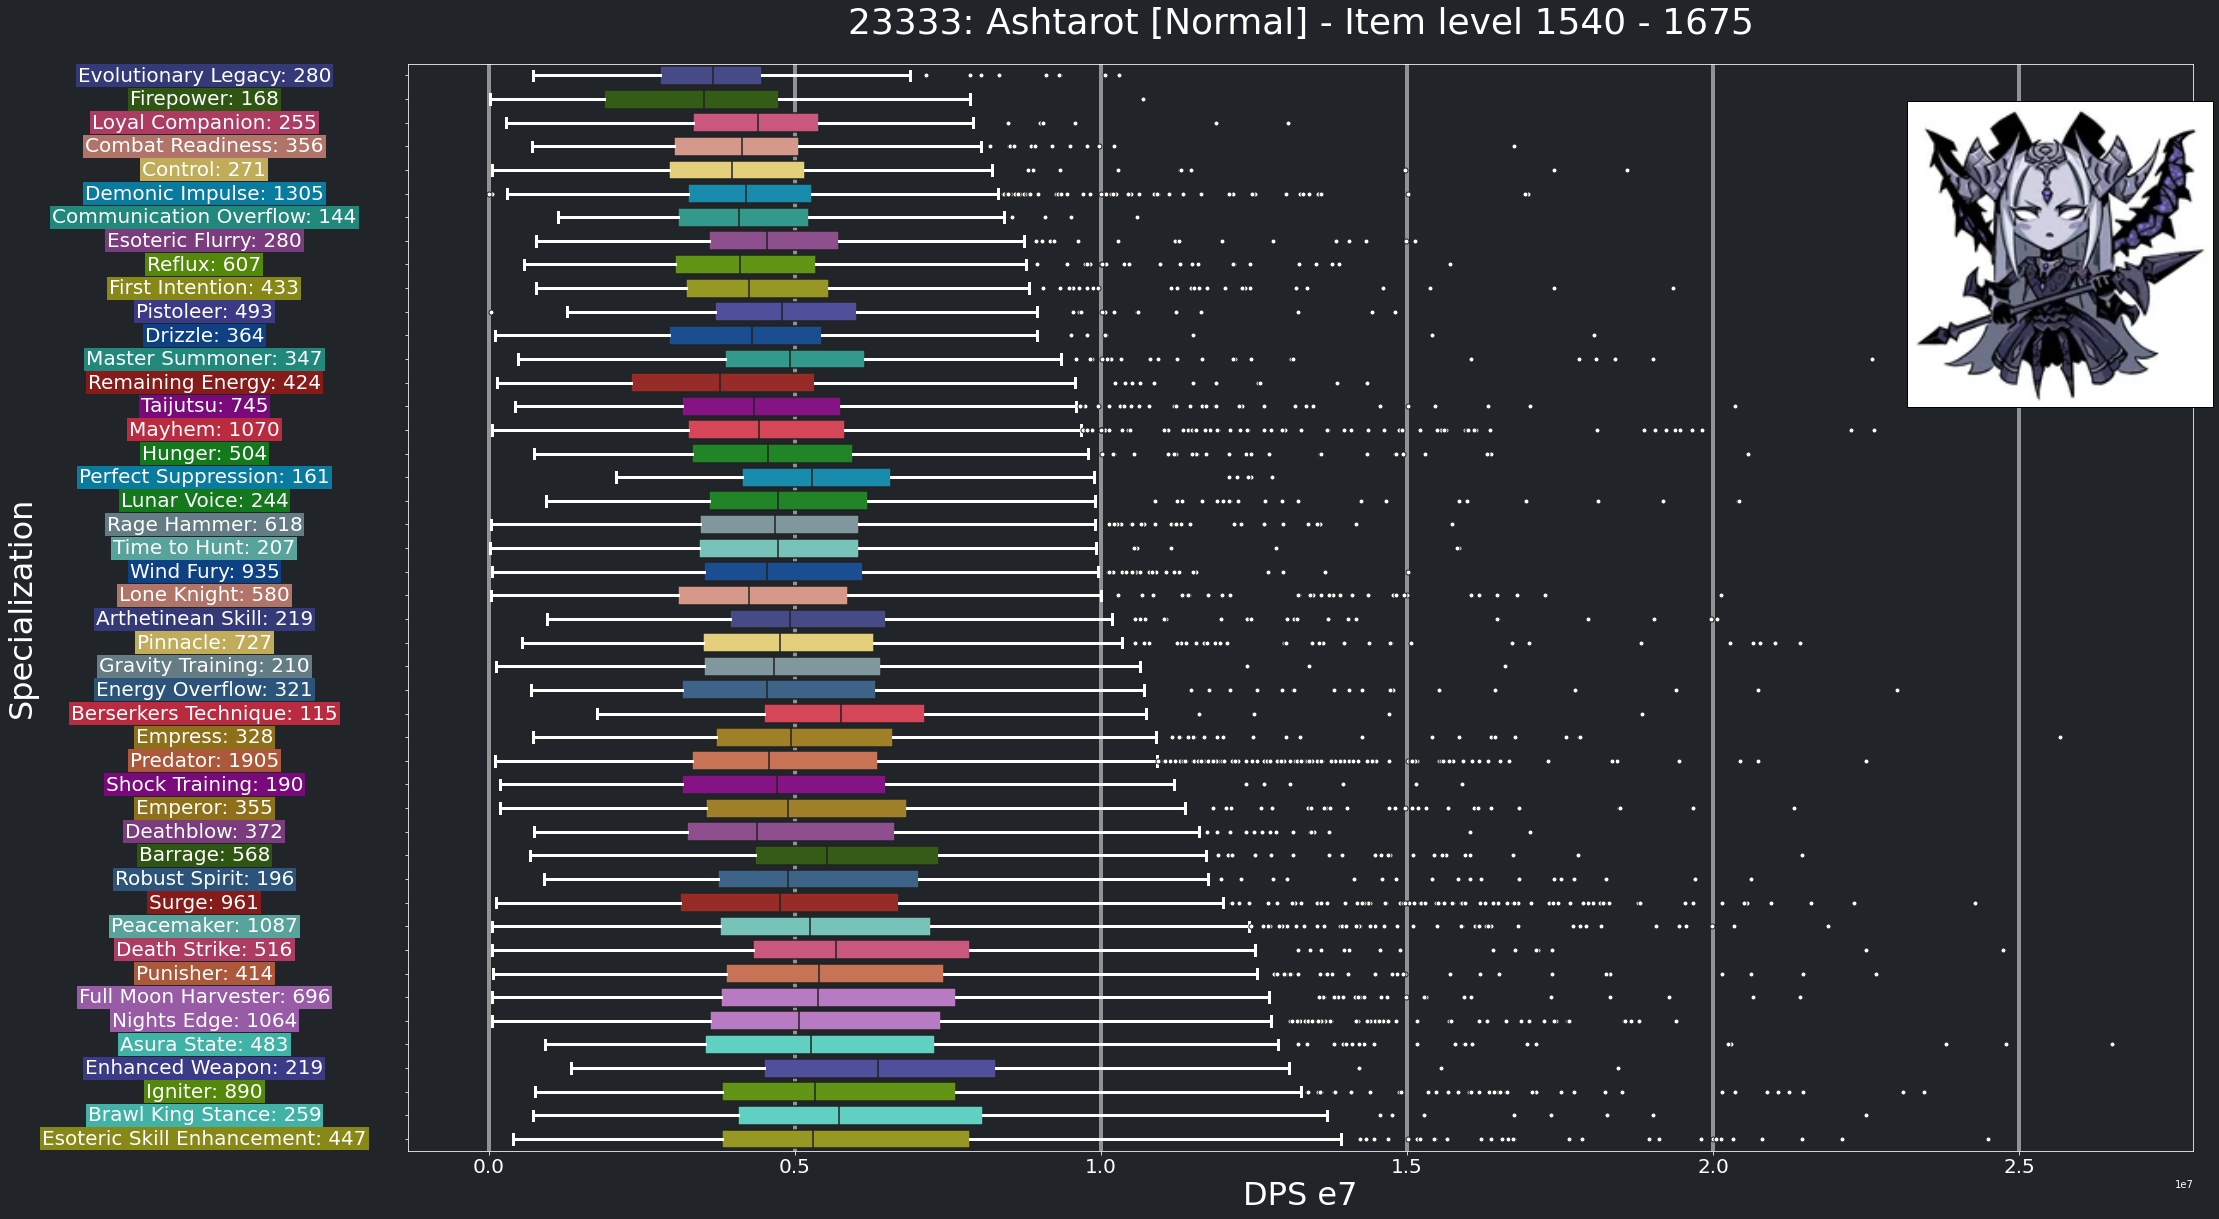 23333: Ashtarot [Normal] - Item level 1540 - 1675
Specialization
Evolutionary Legacy: 280
Firepower: 168
Loyal Companion: 255
Combat Readiness: 356
Control: 271
Demonic Impulse: 1305
Communication Overflow: 144
Esoteric Flurry: 280
Reflux: 607
First Intention: 433
Pistoleer: 493
Drizzle: 364
Master Summoner: 347
Remaining Energy: 424
Taijutsu: 745
Mayhem: 1070
Hunger: 504
Perfect Suppression: 161
Lunar Voice: 244
Rage Hammer: 618
Time to Hunt: 207
Wind Fury: 935
Lone Knight: 580
Arthetinean Skill: 219
Pinnacle: 727
Gravity Training: 210
Energy Overflow: 321
Berserkers Technique: 115
Empress: 328
Predator: 1905
Shock Training: 190
Emperor: 355
Deathblow: 372
Barrage: 568
Robust Spirit: 196
Surge: 961
Peacemaker: 1087
Death Strike: 516
Punisher: 414
Full Moon Harvester: 696
Nights Edge: 1064
Asura State: 483
Enhanced Weapon: 219
Igniter: 890
Brawl King Stance: 259
Esoteric Skill Enhancement: 447
0.0 0.5 1.0 1.5 2.0 2.5
DPS e7
1e7